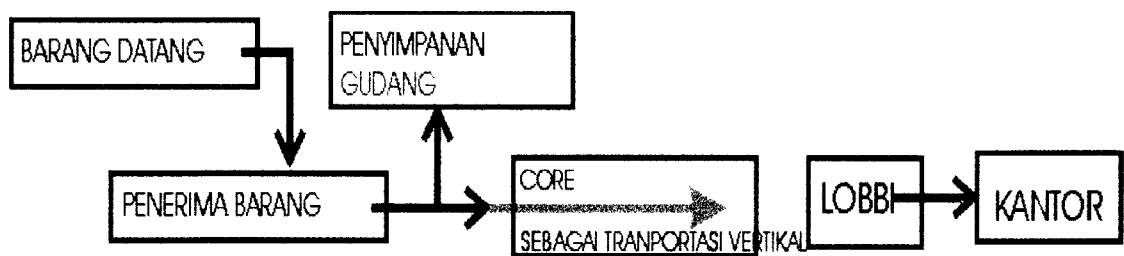 BARANG DATANG
PENYIMPANAN
GUDANG
PENERIMA BARANG
CORE
SEBAGAI TRANPORTASI VERTIKAL
LOBBI
KANTOR